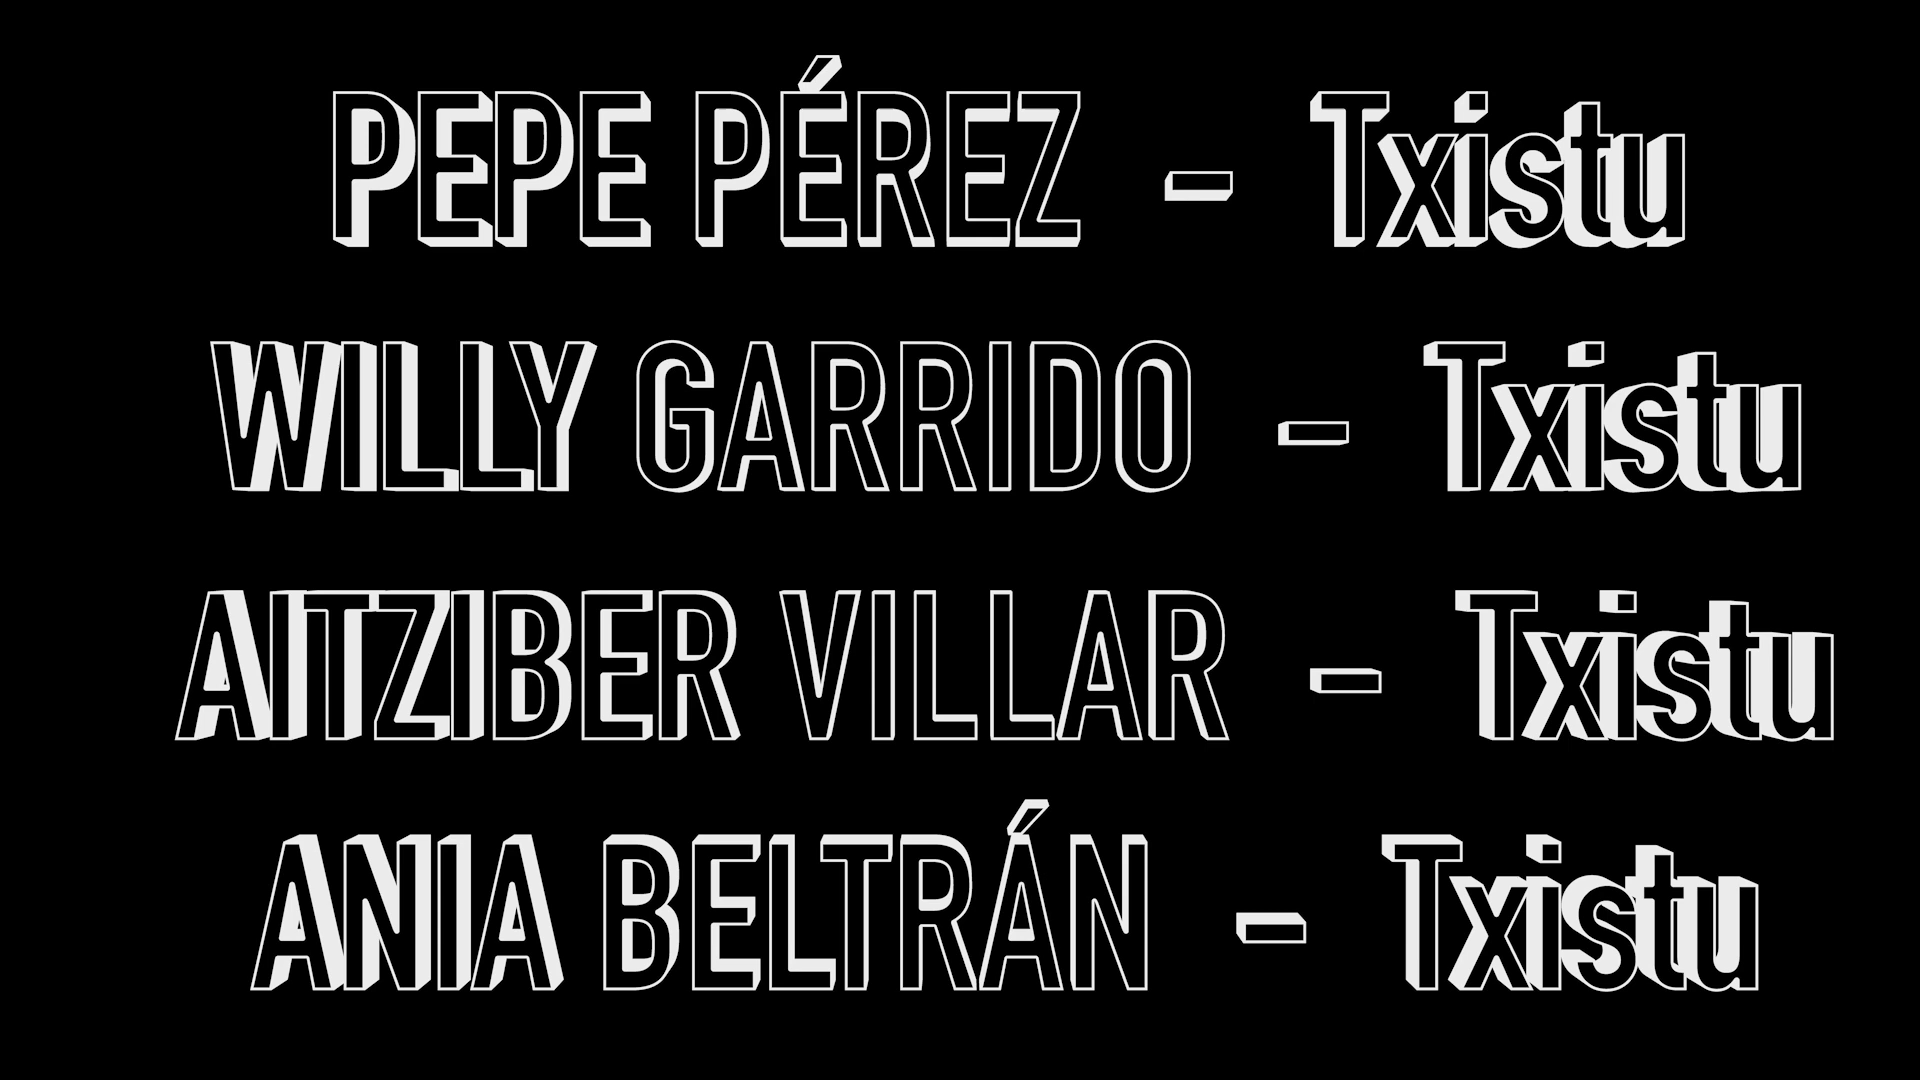 PEPE PÉREZ - Txistu
WILLY GARRIDO - Txistu
AITZIBER VILLAR - Txistu
ANIA BELTRÁN - Txistu